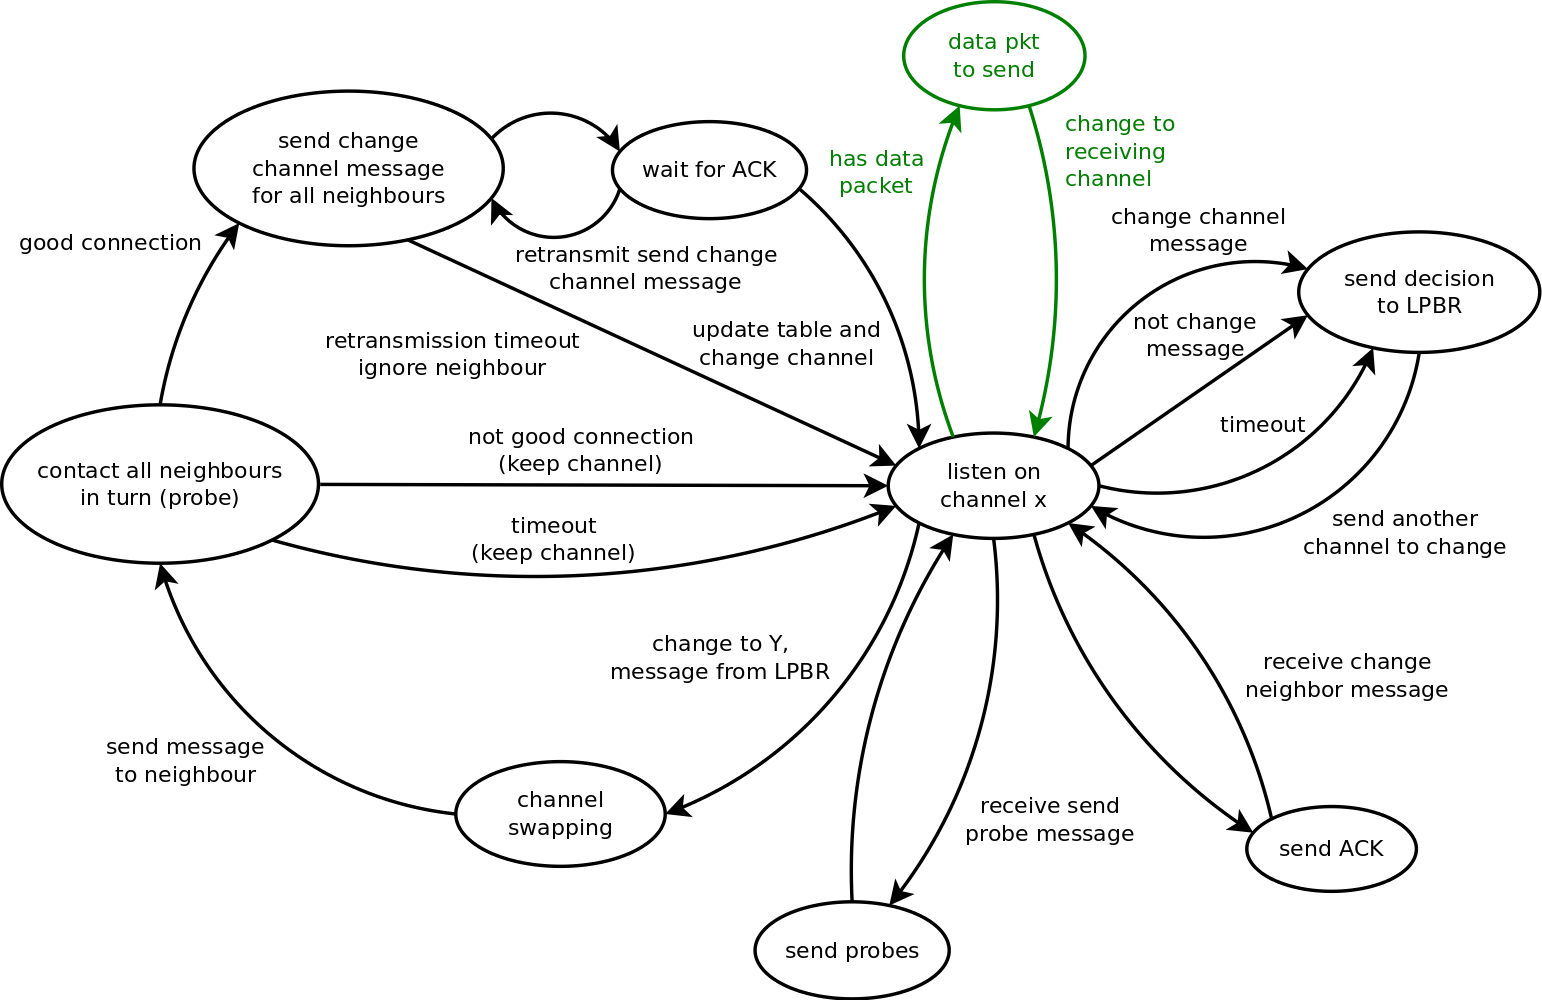 data pkt
to send
send change
channel message
for all neighbours
wait for ACK
has data
packet
change to
receiving
channel
good connection
retransmit send change
channel message
change channel
message
send decision
to LPBR
retransmission timeout
ignore neighbour
update table and
change channel
not change
message
timeout
not good connection
(keep channel)
contact all neighbours
in turn (probe)
listen on
channel x
timeout
(keep channel)
send another
channel to change
change to Y,
message from LPBR
receive change
neighbor message
send message
to neighbour
channel
swapping
receive send
probe message
send ACK
send probes